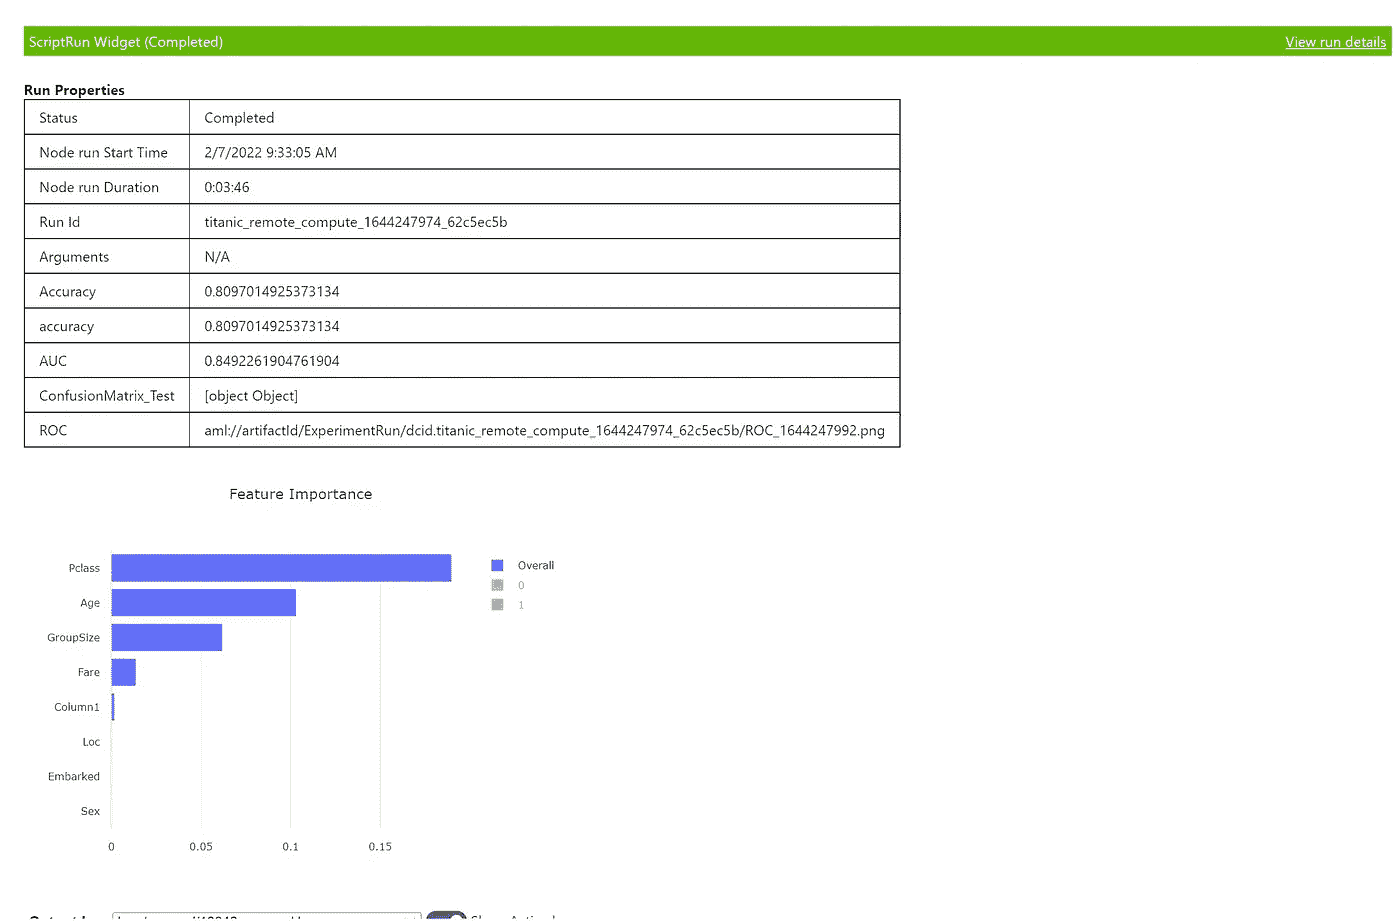 ScriptRun Widget (Completed) View run details
Run Properties
Status Completed
Node run Start Time 2/7/2022 9:33:05 AM
Node run Duration 0:03:46
Run Id titanic_remote_compute_1644247974_62c5ec5b
Arguments N/A
Accuracy 0.8097014925373134
accuracy 0.8097014925373134
AUC 0.8492261904761904
ConfusionMatrix_Test [object Object]
ROC aml://artifactId/ExperimentRun/dcid.titanic_remote_compute_1644247974_62c5ec5b/ROC_1644247992.png
Feature Importance
Pclass
Age
GroupSize
Fare
Column1
Loc
Embarked
Sex
0 0.05 0.1 0.15
Overall
0
1